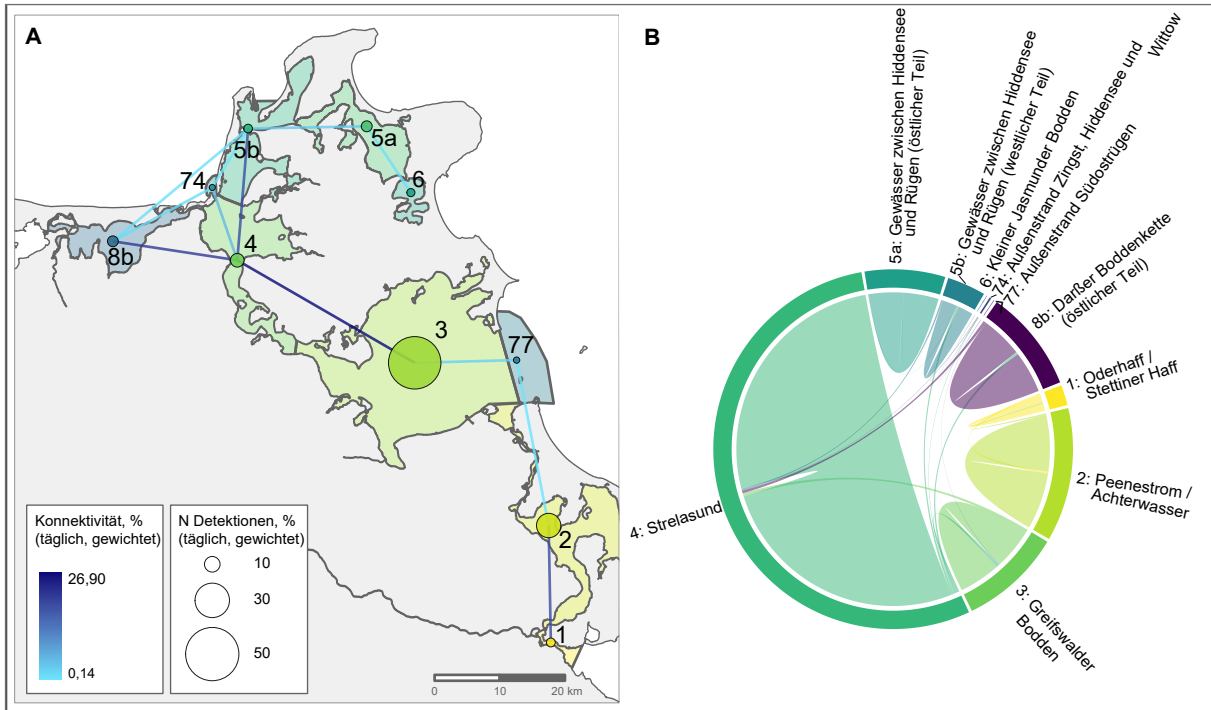 A
5b
5a
74
6
8b
4
3
77
2
1
Konnektivität, %
(täglich, gewichtet)
26,90
0,14
N Detektionen, %
(täglich, gewichtet)
10
30
50
0
10
20 km
B
5a: Gewässer zwischen Hiddensee
und Rügen (östlicher Teil)
5b: Gewässer zwischen Hiddensee
und Rügen (westlicher Teil)
6: Kleiner Jasmunder Bodden
74: Außenstrand Zingst, Hiddensee und
Wittow
77: Außenstrand Südostrügen
8b: Darßer Boddenkette
(östlicher Teil)
1: Oderhaff /
Stettiner Haff
2: Peenestrom /
Achterwasser
3: Greifswalder
Bodden
4: Strelasund